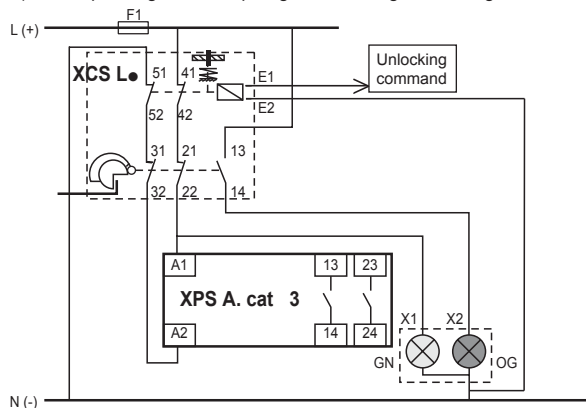 F1
L (+)
XCS L●
51
41
E1
Unlocking
command
E2
52
42
31
21
13
32
22
14
A1
13
23
XPS A. cat 3
A2
14
24
X1
X2
GN
OG
N (-)